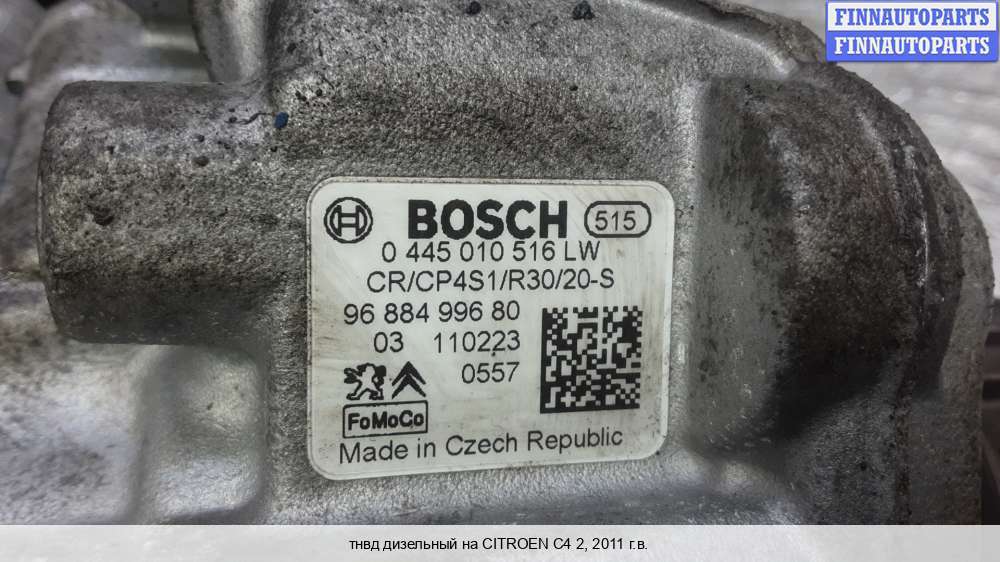 FINNAUTOPARTS
FINNAUTOPARTS
BOSCH 515
0 445 010 516 LW
CR/CP4S1/R30/20-S
96 884 996 80
03 110223
0557
FoMoCo
Made in Czech Republic
тнвд дизельный на CITROEN C4 2, 2011 г.в.